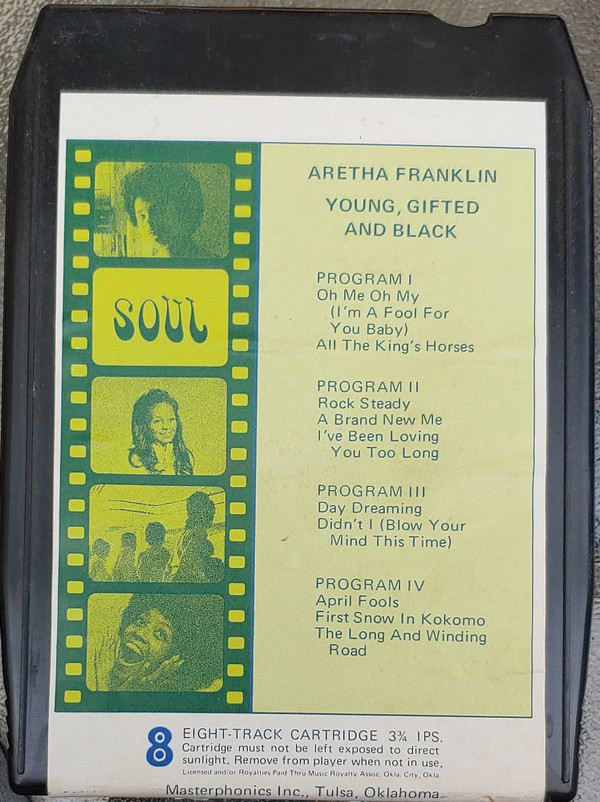 SOUL
ARETHA FRANKLIN
YOUNG, GIFTED
AND BLACK
PROGRAM I
Oh Me Oh My
(I'm A Fool For
You Baby)
All The King's Horses
PROGRAM II
Rock Steady
A Brand New Me
I've Been Loving
You Too Long
PROGRAM III
Day Dreaming
Didn't I (Blow Your
Mind This Time)
PROGRAM IV
April Fools
First Snow In Kokomo
The Long And Winding
Road
8 EIGHT-TRACK CARTRIDGE 3¾ IPS.
Cartridge must not be left exposed to direct
sunlight. Remove from player when not in use.
Licensed and/or Royalties Paid Thru Music Royalty Assoc. Okla. City, Okla.
Masterphonics Inc., Tulsa, Oklahoma